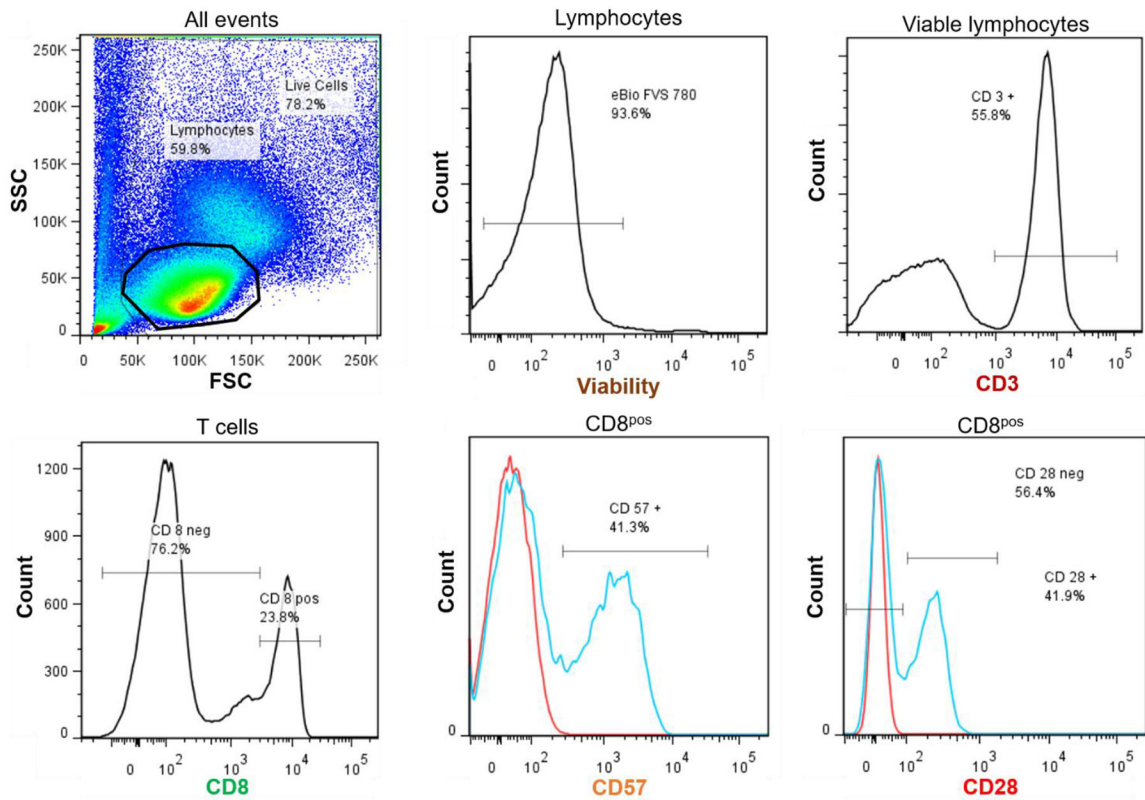 All events
250K
200K
150K
100K
50K
0
SSC
Live Cells
78.2%
Lymphocytes
59.8%
0 50K 100K 150K 200K 250K
FSC
Lymphocytes
Count
eBio FVS 780
93.6%
0 10² 10³ 10⁴ 10⁵
Viability
Viable lymphocytes
Count
CD 3 +
55.8%
0 10² 10³ 10⁴ 10⁵
CD3
T cells
1200
900
600
300
0
Count
CD 8 neg
76.2%
CD 8 pos
23.8%
0 10² 10³ 10⁴ 10⁵
CD8
CD8ᵖᵒˢ
Count
0
CD 57 +
41.3%
0 10² 10³ 10⁴ 10⁵
CD57
CD8ᵖᵒˢ
Count
0
CD 28 neg
56.4%
CD 28 +
41.9%
0 10² 10³ 10⁴ 10⁵
CD28